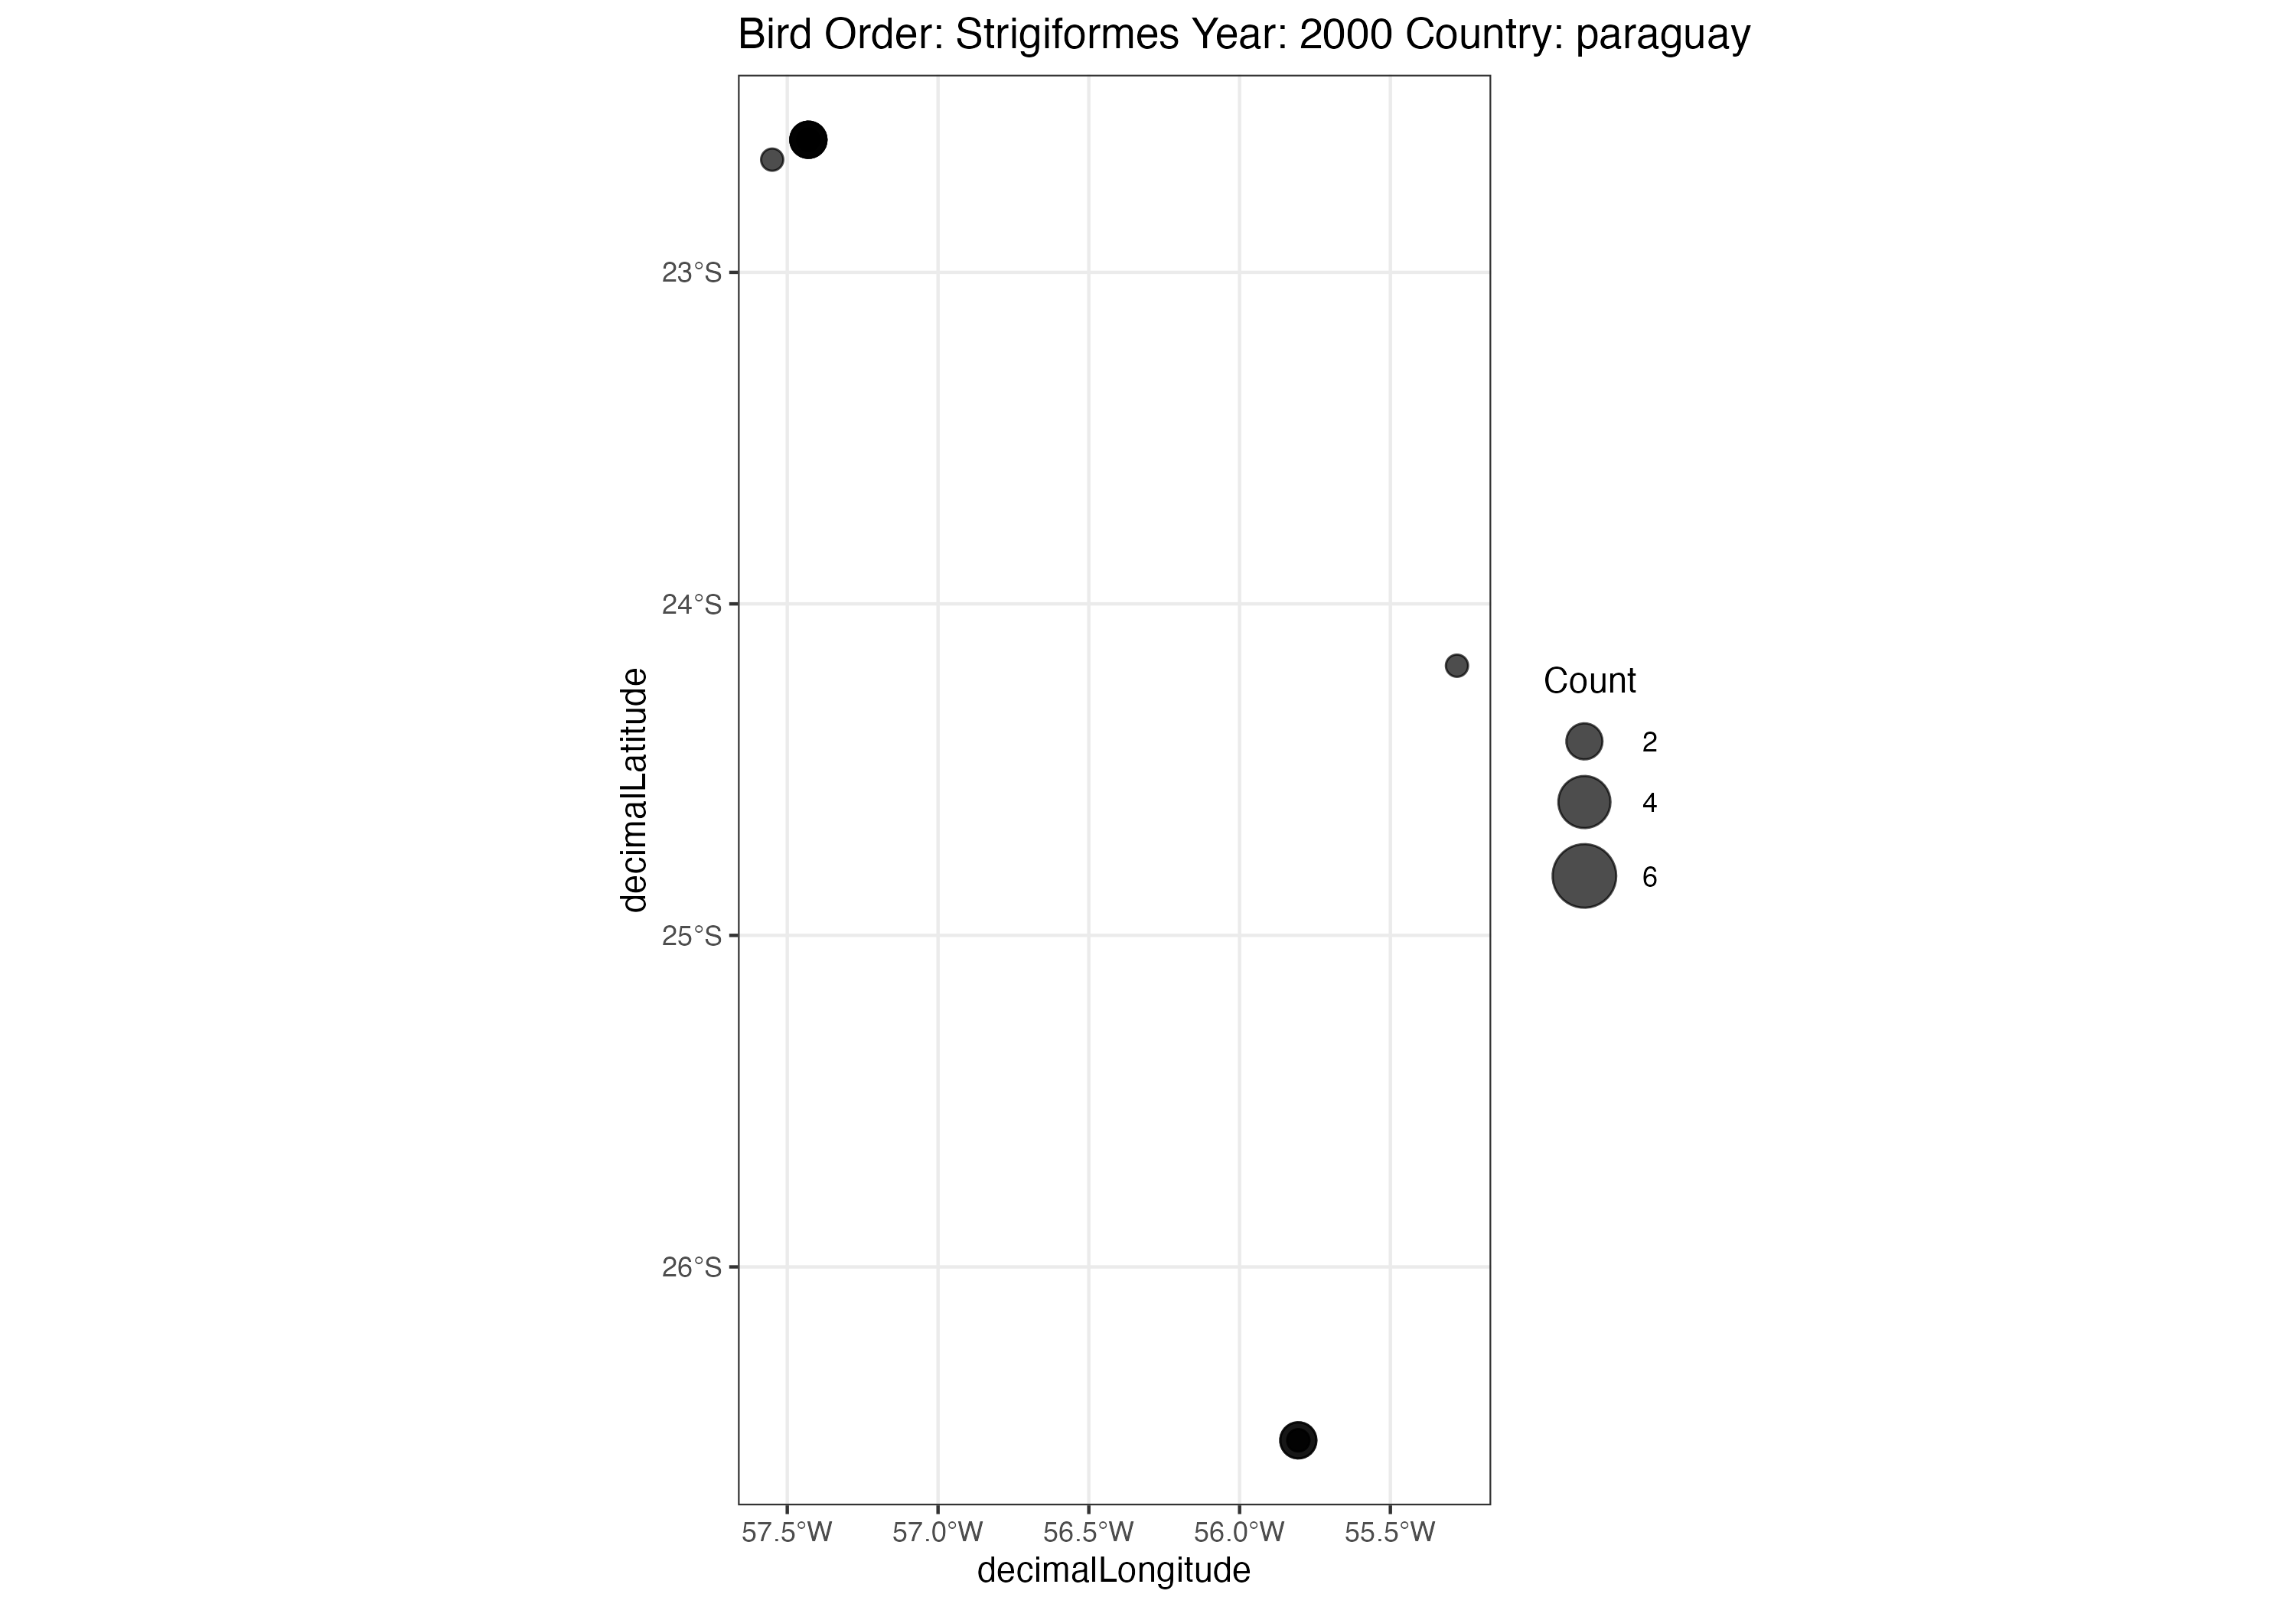 Bird Order: Strigiformes Year: 2000 Country: paraguay
23°S
24°S
25°S
26°S
decimalLatitude
57.5°W 57.0°W 56.5°W 56.0°W 55.5°W
decimalLongitude
Count
2
4
6